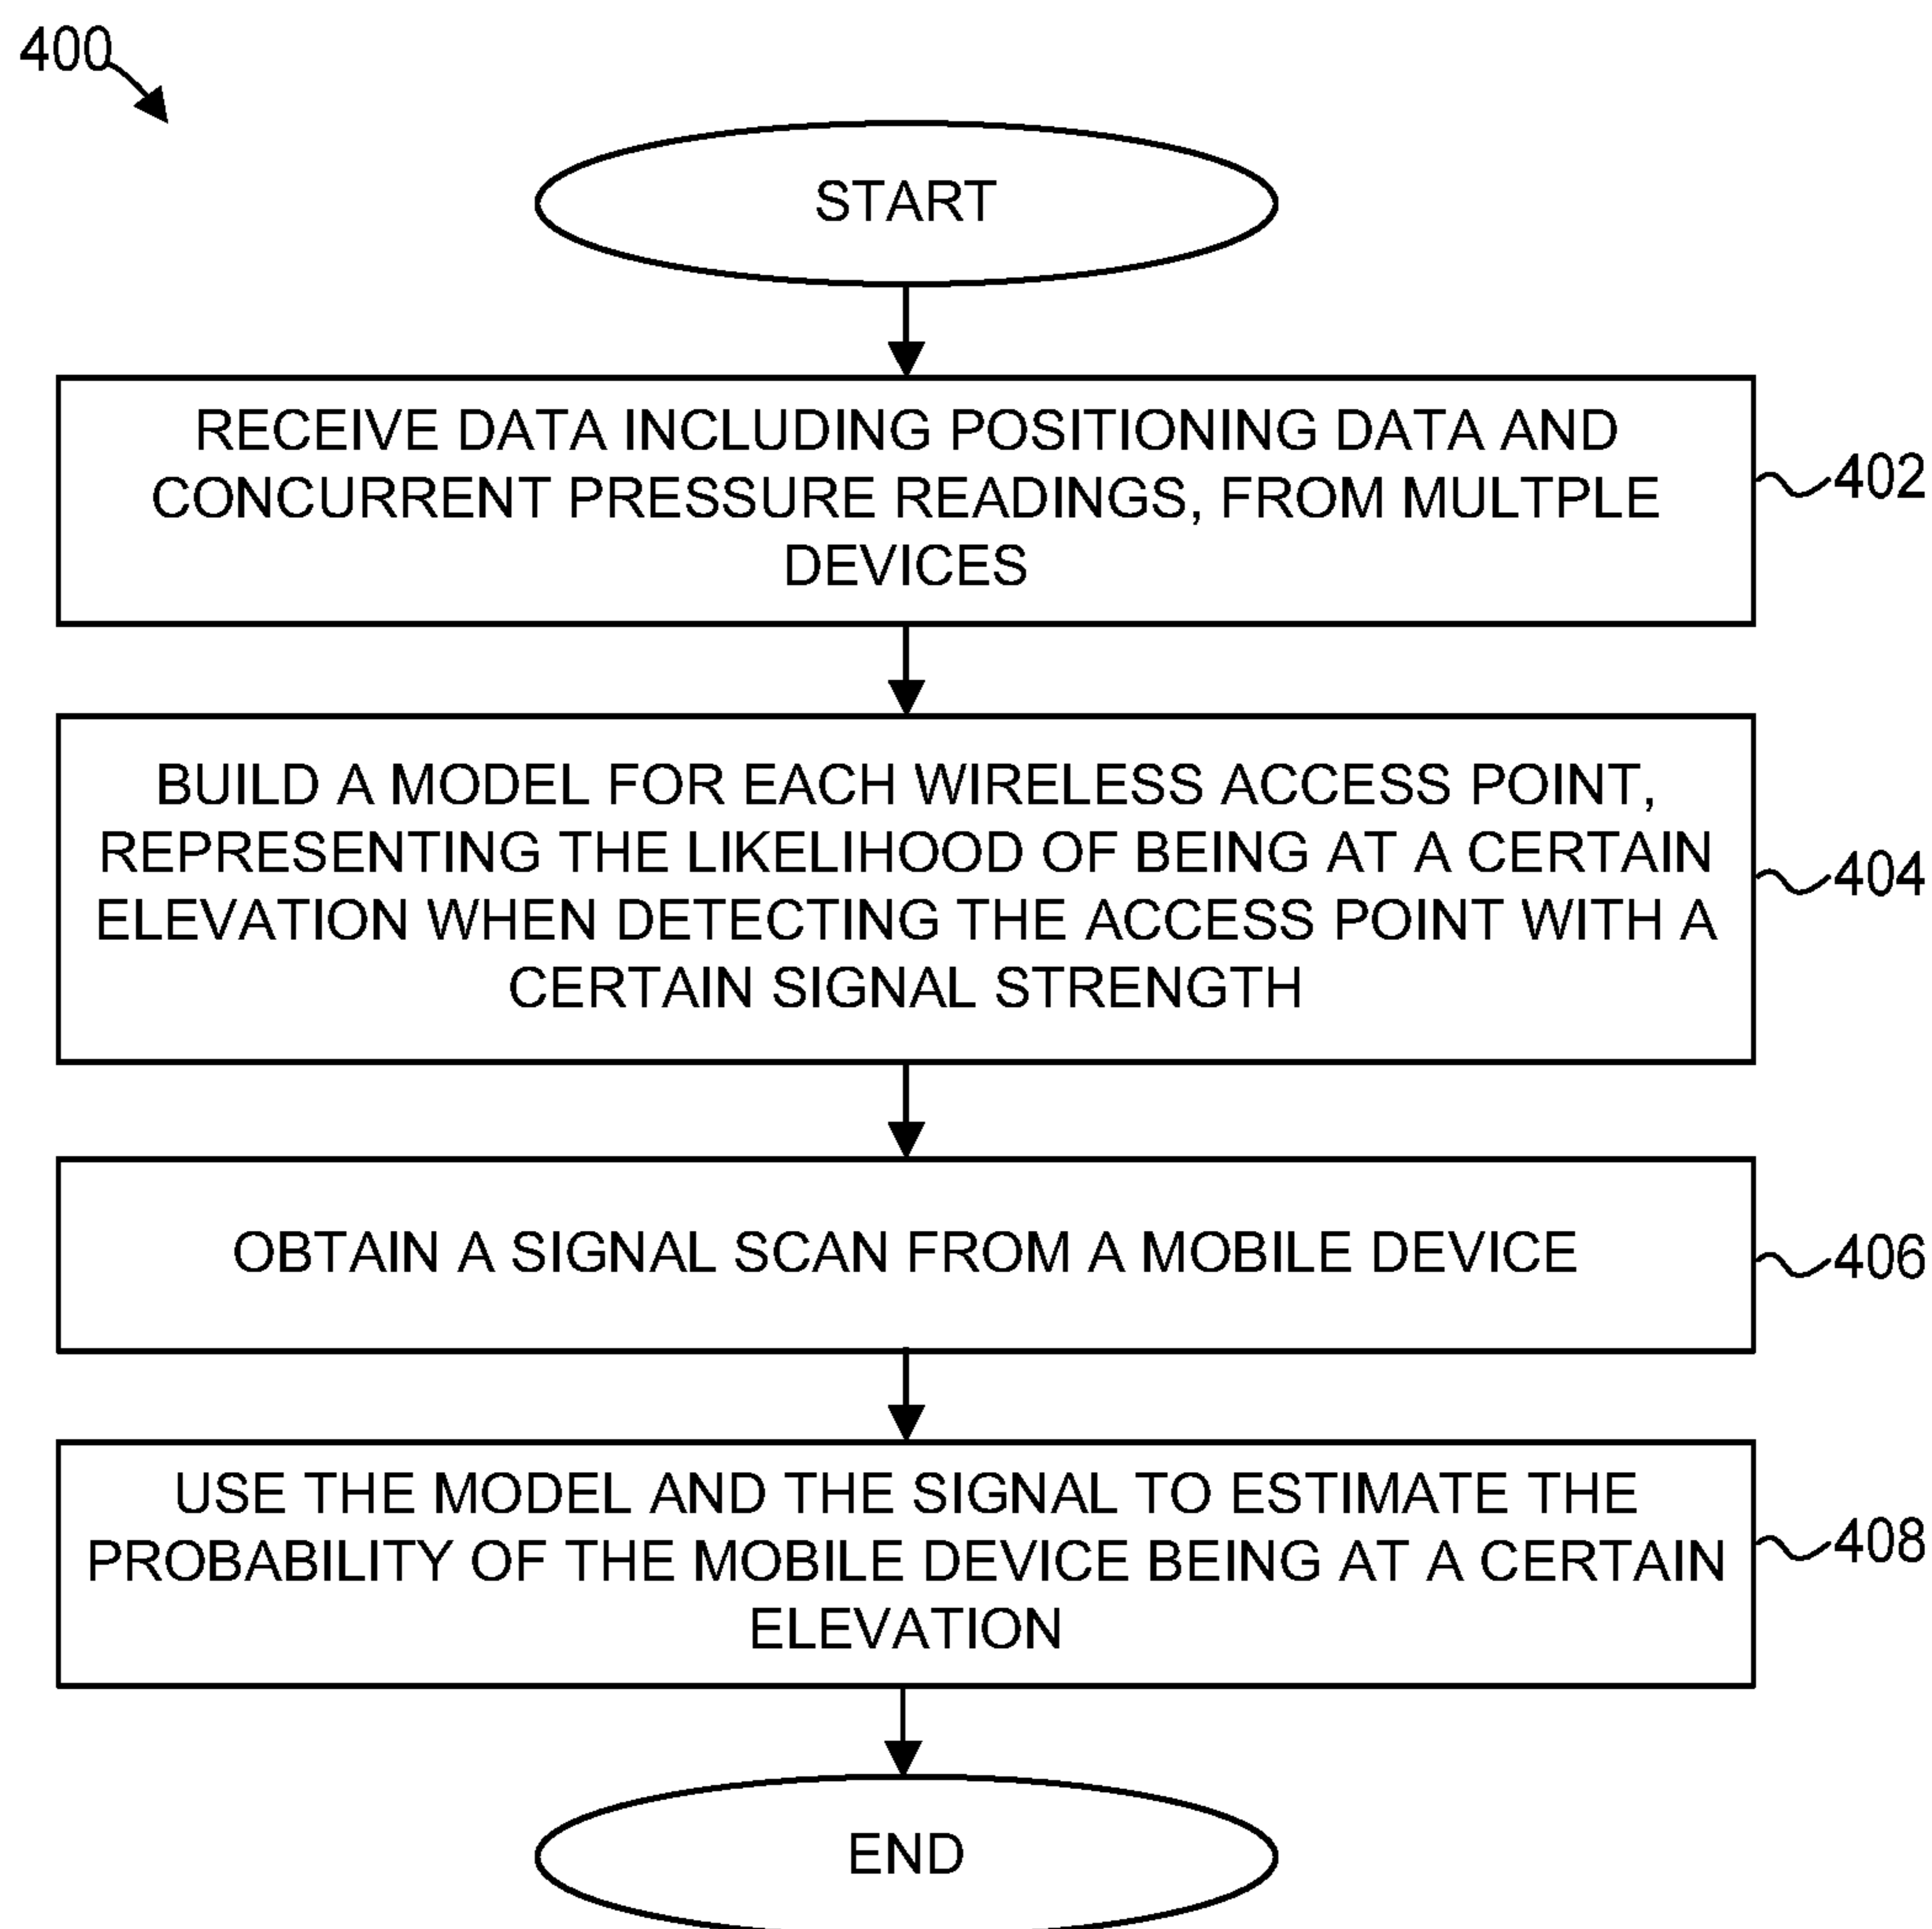 400
START
RECEIVE DATA INCLUDING POSITIONING DATA AND
CONCURRENT PRESSURE READINGS, FROM MULTPLE
DEVICES
402
BUILD A MODEL FOR EACH WIRELESS ACCESS POINT,
REPRESENTING THE LIKELIHOOD OF BEING AT A CERTAIN
ELEVATION WHEN DETECTING THE ACCESS POINT WITH A
CERTAIN SIGNAL STRENGTH
404
OBTAIN A SIGNAL SCAN FROM A MOBILE DEVICE
406
USE THE MODEL AND THE SIGNAL TO ESTIMATE THE
PROBABILITY OF THE MOBILE DEVICE BEING AT A CERTAIN
ELEVATION
408
END